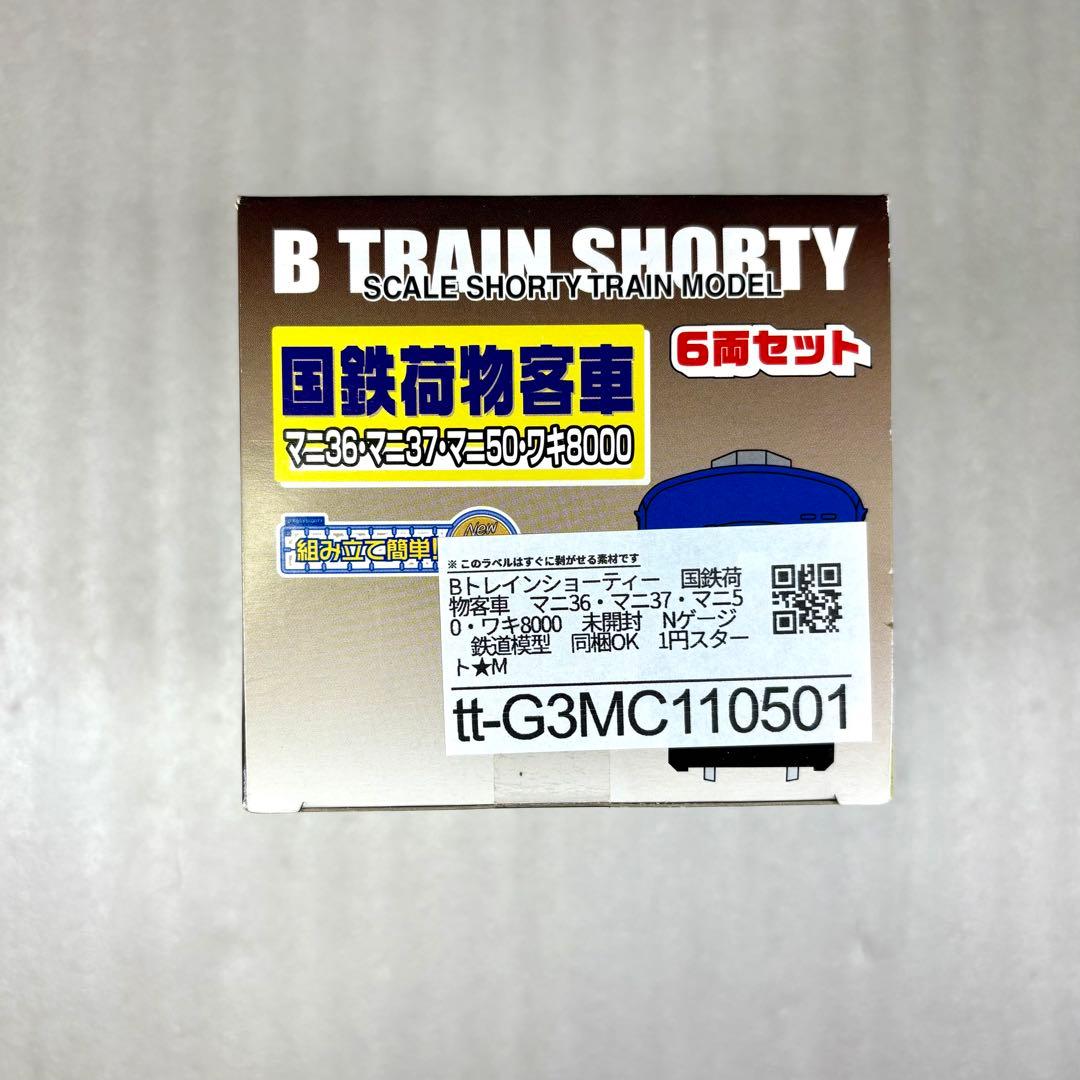 B TRAIN SHORTY
SCALE SHORTY TRAIN MODEL
国鉄荷物客車
6両セット
マニ36・マニ37・マニ50・ワキ8000
組み立て簡単!
New
※ このラベルはすぐに剥がせる素材です
Bトレインショーティー　国鉄荷
物客車　マニ36・マニ37・マニ5
0・ワキ8000　未開封　Nゲージ
鉄道模型　同梱OK　1円スター
ト★M
tt-G3MC110501